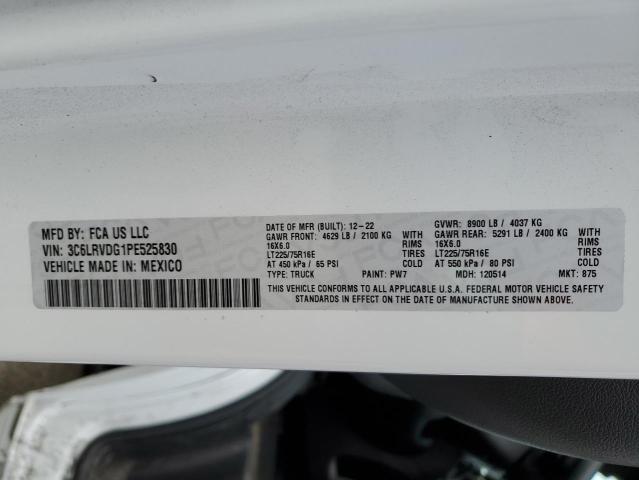 MFD BY: FCA US LLC
VIN: 3C6LRVDG1PE525830
VEHICLE MADE IN: MEXICO
DATE OF MFR (BUILT): 12-22
GAWR FRONT: 4629 LB / 2100 KG WITH
16X6.0 RIMS
LT225/75R16E TIRES
AT 450 kPa / 65 PSI COLD
TYPE: TRUCK PAINT: PW7
GVWR: 8900 LB / 4037 KG
GAWR REAR: 5291 LB / 2400 KG WITH
16X6.0 RIMS
LT225/75R16E TIRES
AT 550 kPa / 80 PSI COLD
MDH: 120514 MKT: 875
THIS VEHICLE CONFORMS TO ALL APPLICABLE U.S.A. FEDERAL MOTOR VEHICLE SAFETY
STANDARDS IN EFFECT ON THE DATE OF MANUFACTURE SHOWN ABOVE.